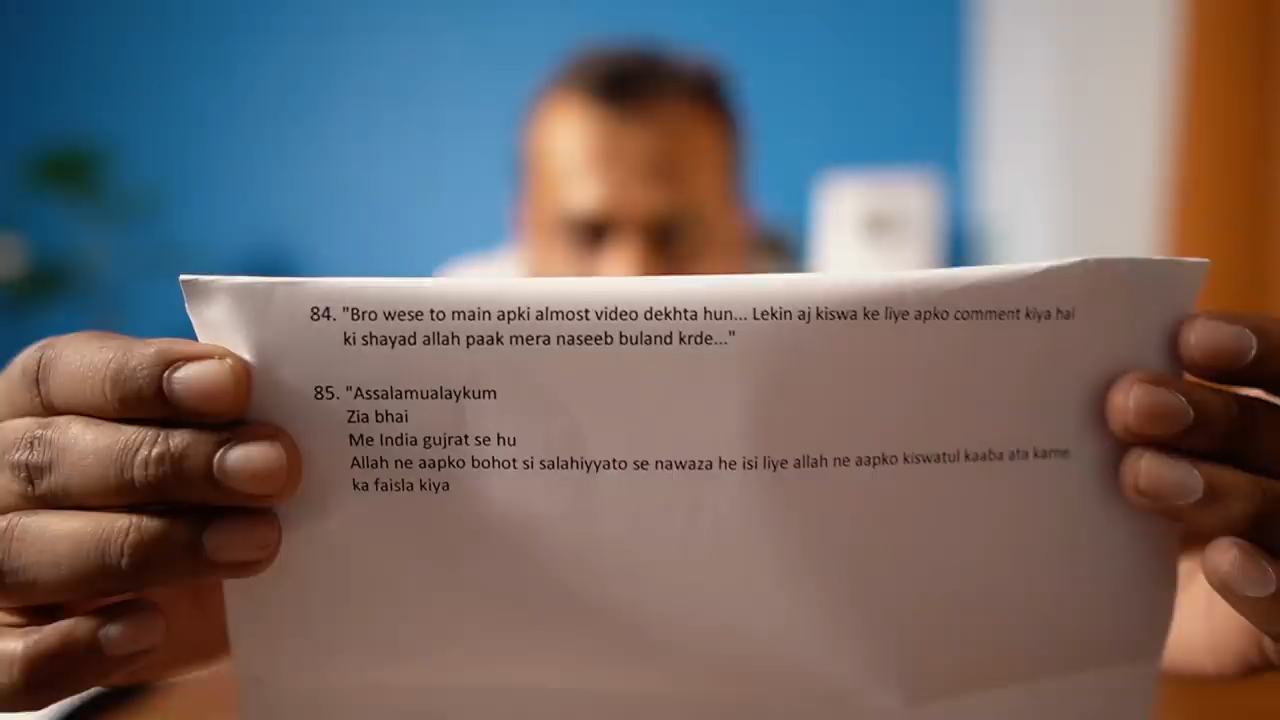 84. "Bro wese to main apki almost video dekhta hun... Lekin aj kiswa ke liye apko comment kiya hai
ki shayad allah paak mera naseeb buland krde..."
85. "Assalamualaykum
Zia bhai
Me India gujrat se hu
Allah ne aapko bohot si salahiyyato se nawaza he isi liye allah ne aapko kiswatul kaaba ata karne
ka faisla kiya